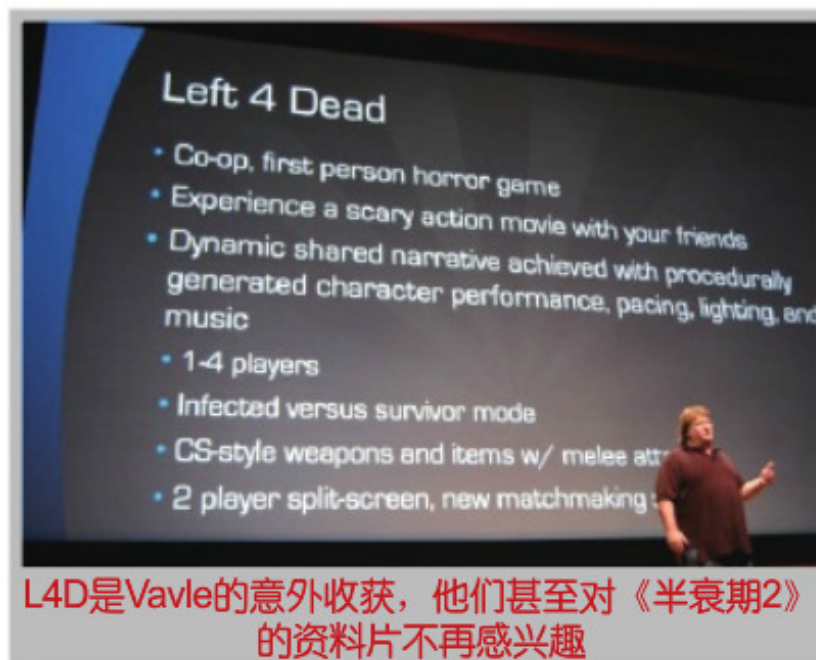 Left 4 Dead
• Co-op, first person horror game
• Experience a scary action movie with your friends
• Dynamic shared narrative achieved with procedurally
generated character performance, pacing, lighting, and
music
• 1-4 players
• Infected versus survivor mode
• CS-style weapons and items w/ melee
• 2 player split-screen, new matchmaking
L4D是Vavle的意外收获，他们甚至对《半衰期2》
的资料片不再感兴趣